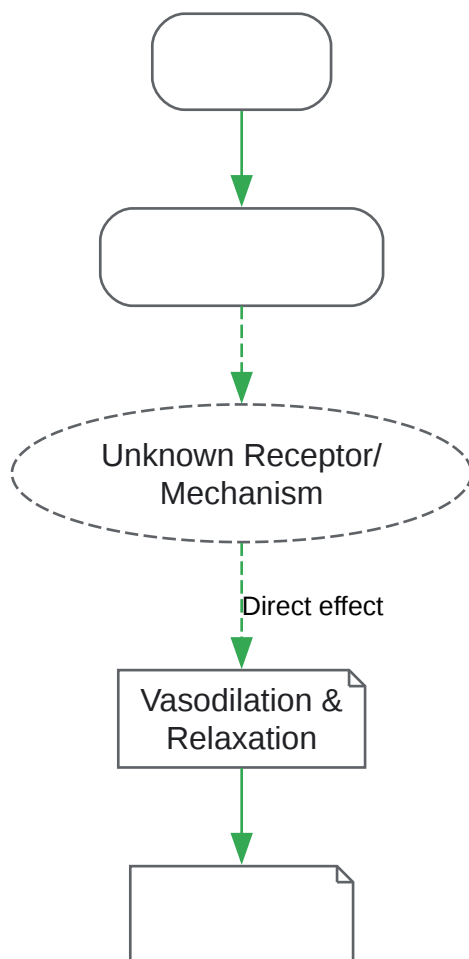 Unknown Receptor/
Mechanism
Direct effect
Vasodilation &
Relaxation